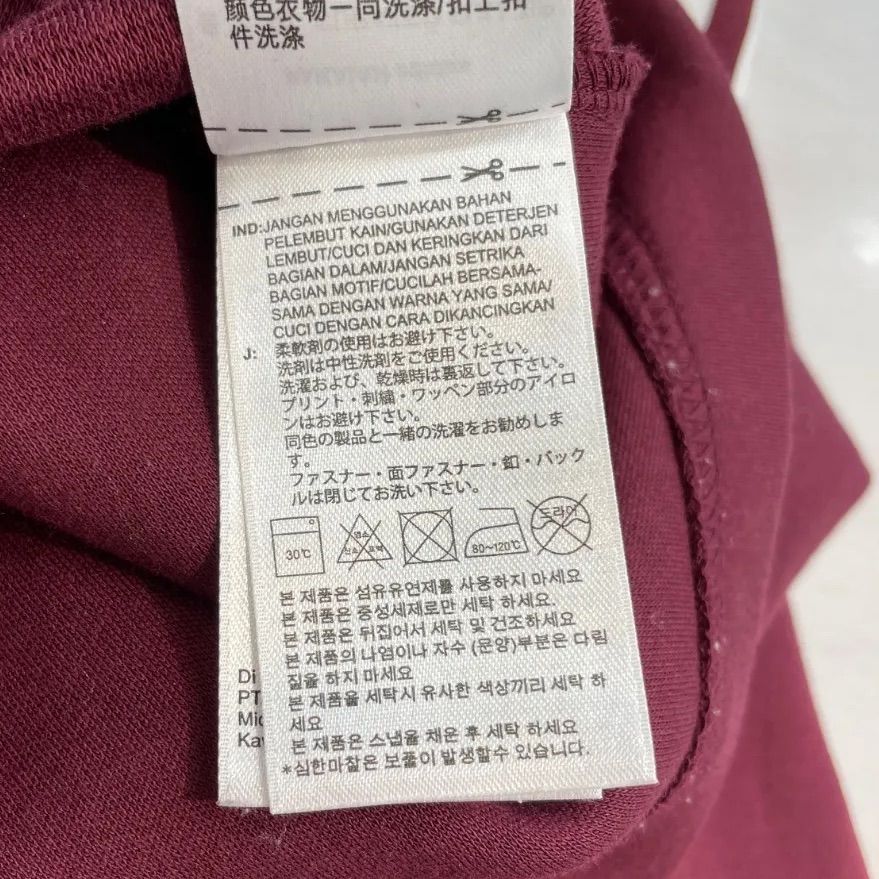 颜色衣物一同洗涤/扣上扣
件洗涤
IND:JANGAN MENGGUNAKAN BAHAN
PELEMBUT KAIN/GUNAKAN DETERJEN
LEMBUT/CUCI DAN KERINGKAN DARI
BAGIAN DALAM/JANGAN SETRIKA
BAGIAN MOTIF/CUCILAH BERSAMA-
SAMA DENGAN WARNA YANG SAMA/
CUCI DENGAN CARA DIKANCINGKAN
J: 柔軟剤の使用はお避け下さい。
洗剤は中性洗剤をご使用ください。
洗濯および、乾燥時は裏返して下さい。
プリント・刺繍・ワッペン部分のアイロ
ンはお避け下さい。
同色の製品と一緒の洗濯をお勧めしま
す。
ファスナー・面ファスナー・釦・バック
ルは閉じてお洗い下さい。
30℃
염소
산소표백
80~120℃
드라이
본 제품은 섬유유연제를 사용하지 마세요
본 제품은 중성세제로만 세탁 하세요.
본 제품은 뒤집어서 세탁 및 건조하세요
본 제품의 나염이나 자수 (문양)부분은 다림
질을 하지 마세요
본 제품을 세탁시 유사한 색상끼리 세탁 하
세요
본 제품은 스냅을 채운 후 세탁 하세요
*심한마찰은 보풀이 발생할수 있습니다.
Di
PT
Mic
Kav